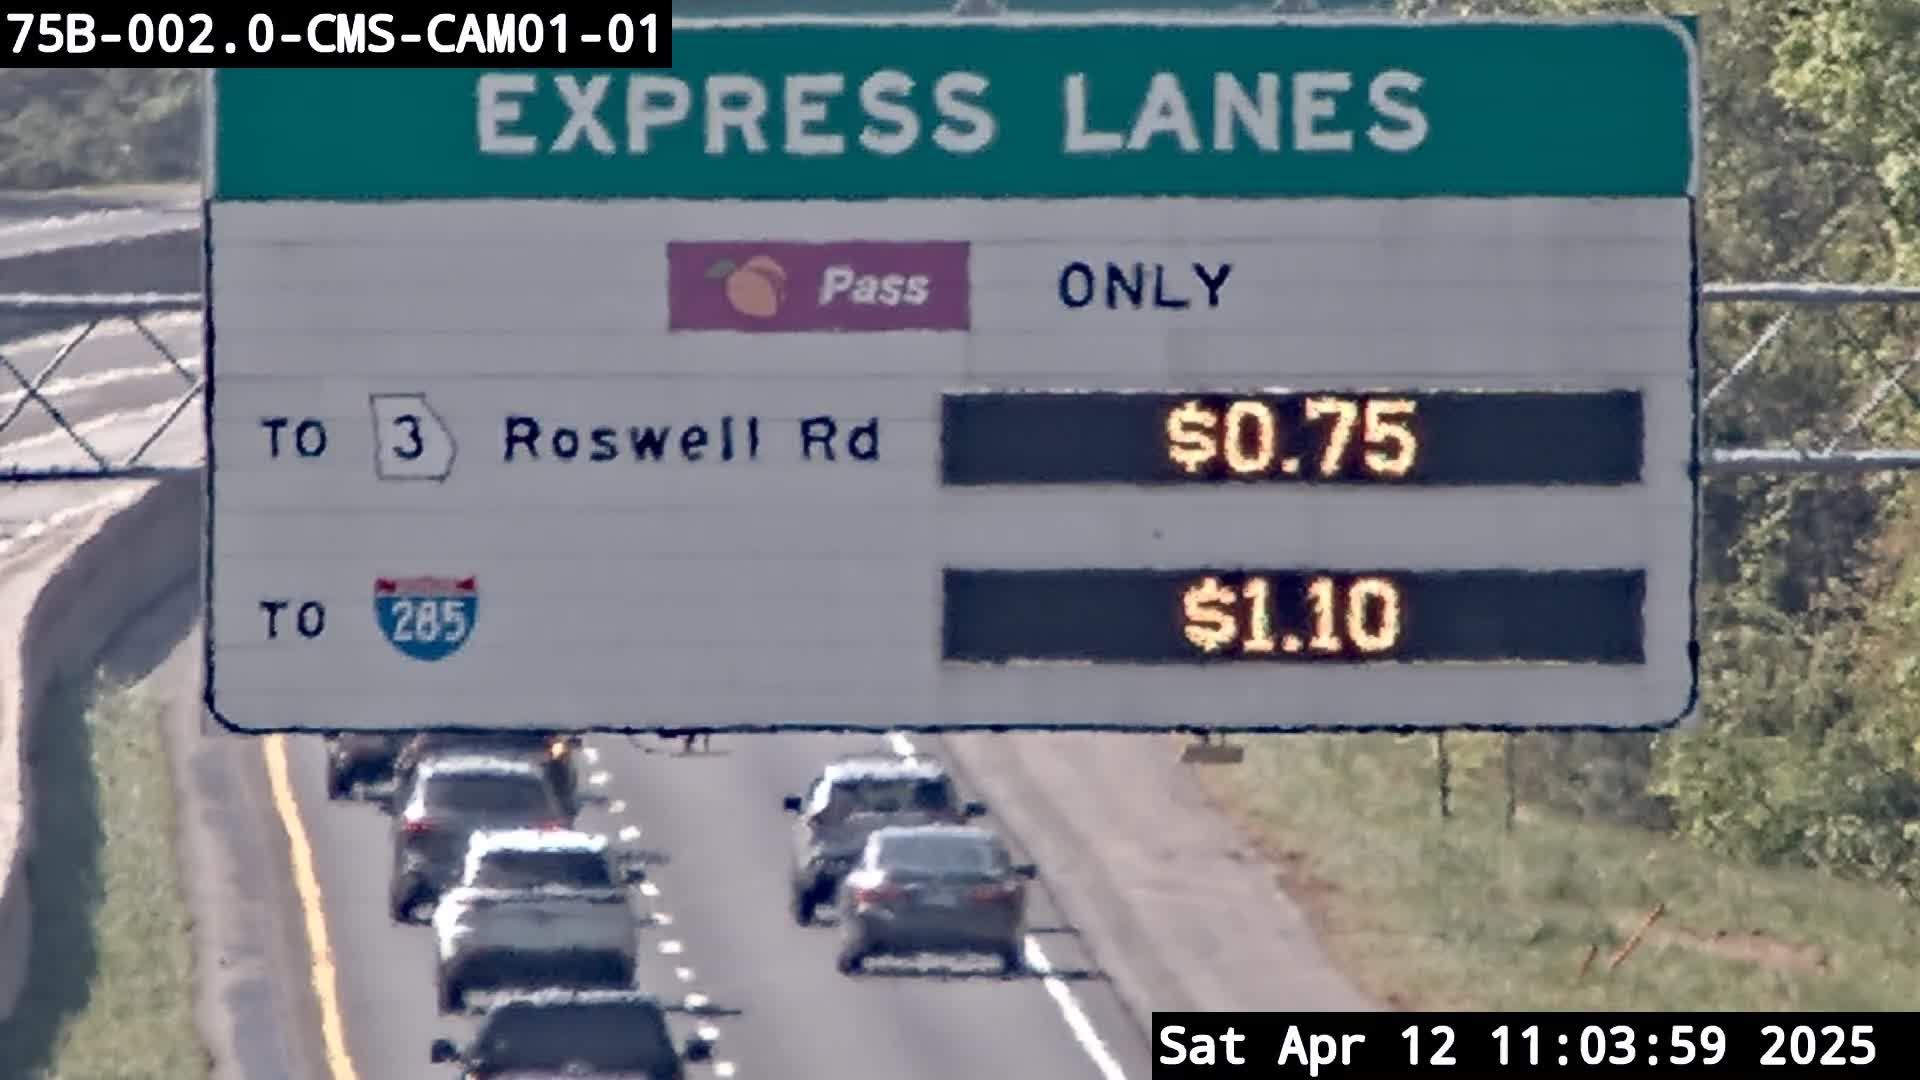 75B-002.0-CMS-CAM01-01
EXPRESS LANES
Pass ONLY
TO 3 Roswell Rd $0.75
TO 285 $1.10
Sat Apr 12 11:03:59 2025